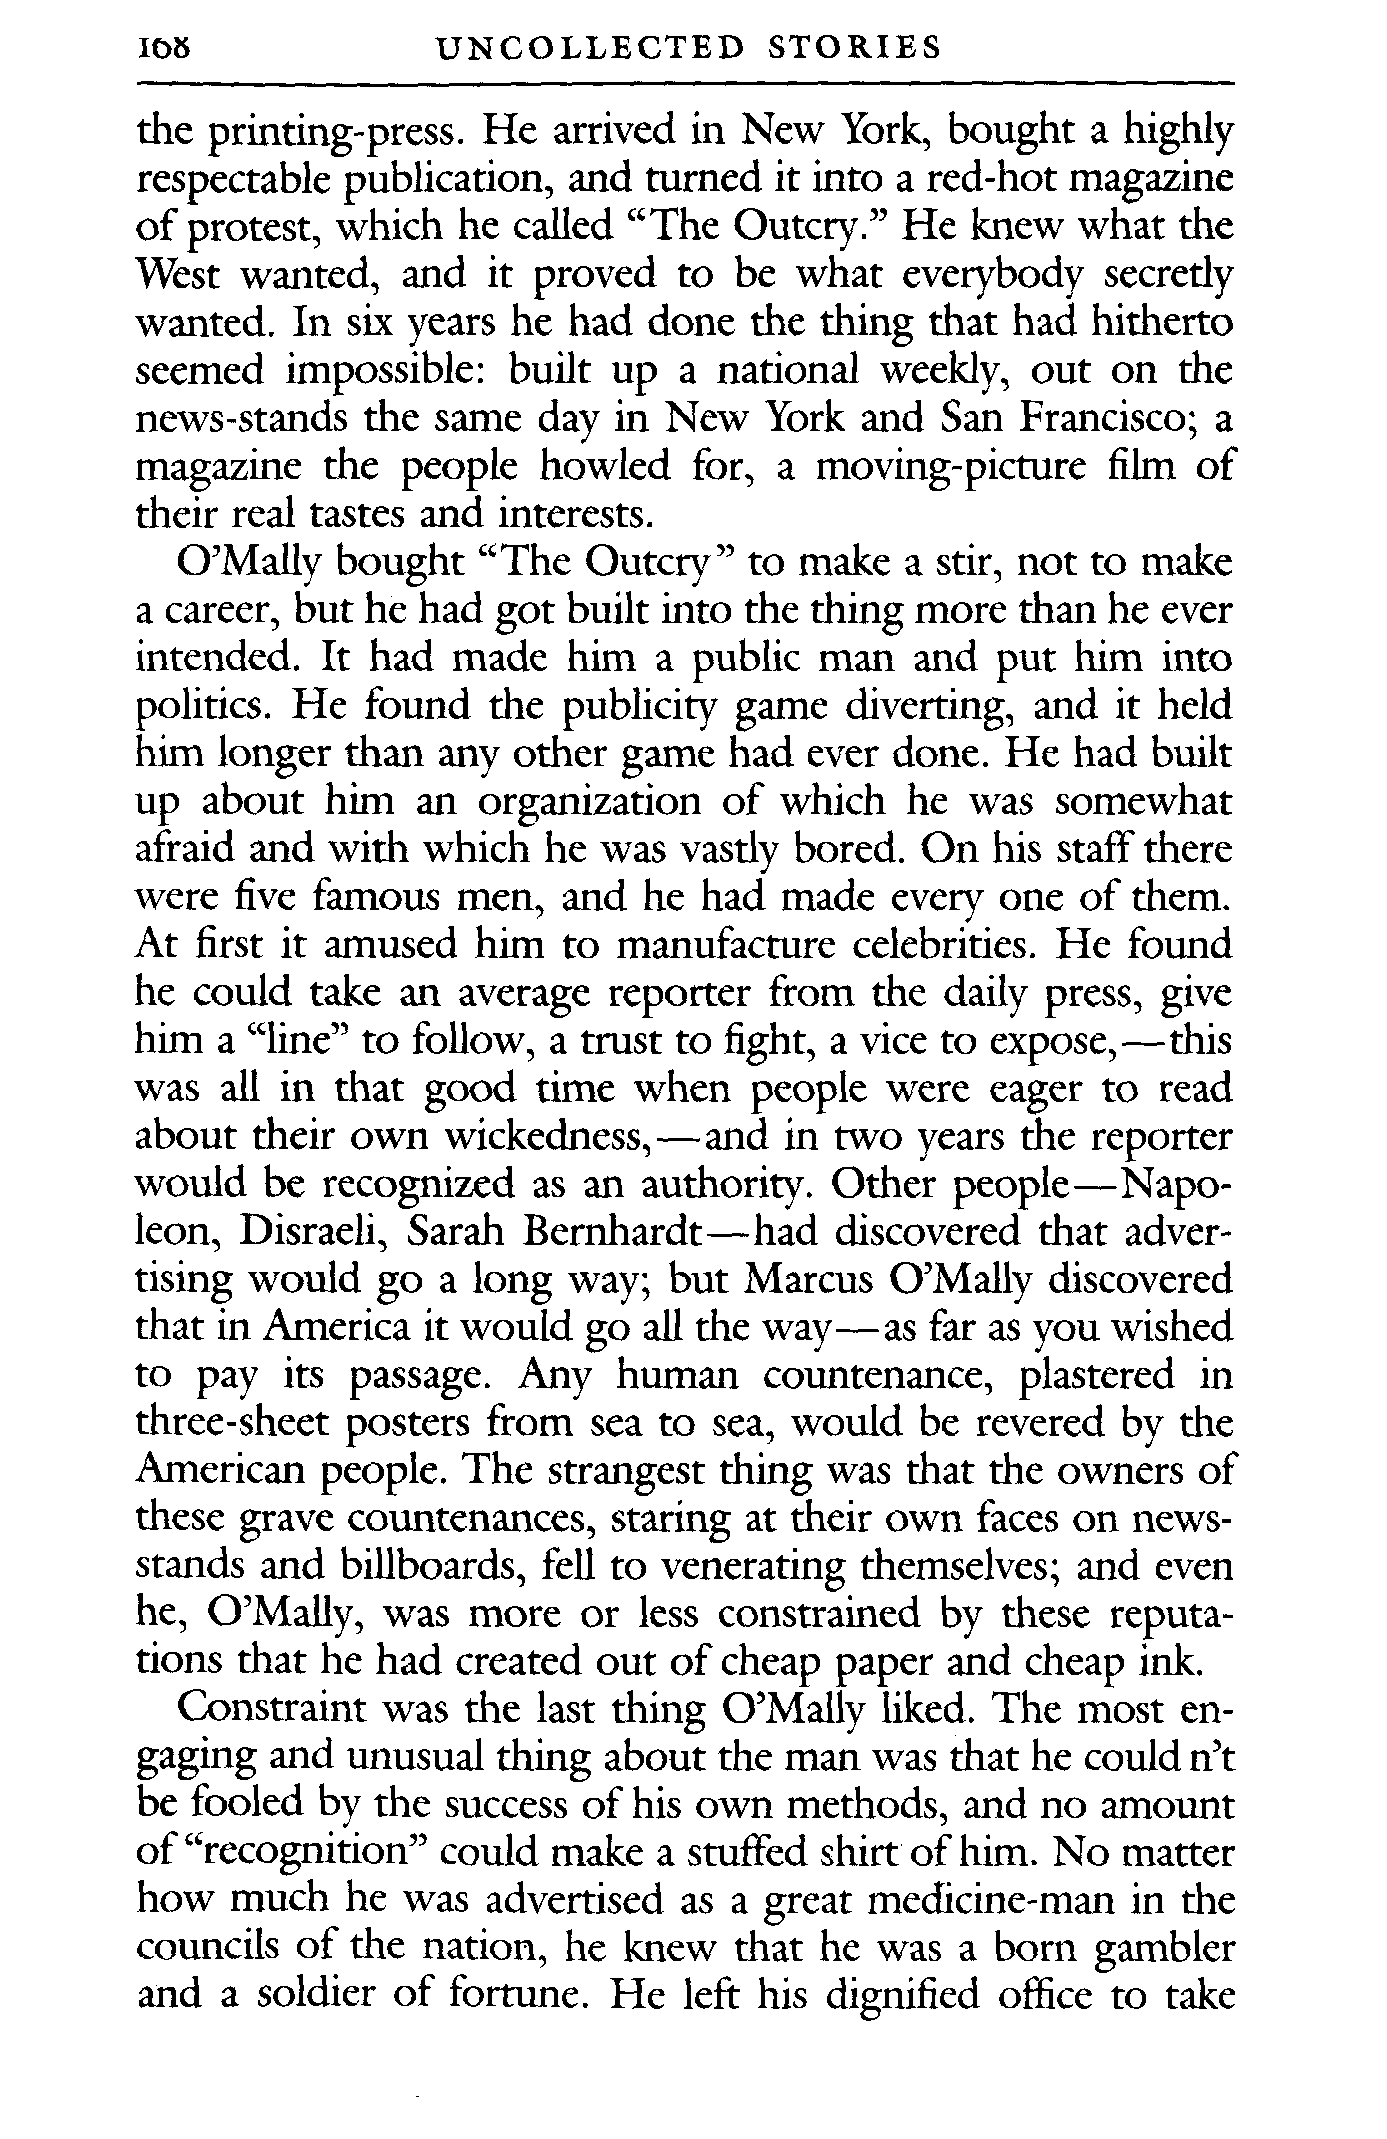 108 UNCOLLECTED STORIES
the printing-press. He arrived in New York, bought a highly
respectable publication, and turned it into a red-hot magazine
of protest, which he called “The Outcry.” He knew what the
West wanted, and it proved to be what everybody secretly
wanted. In six years he had done the thing that had hitherto
seemed impossible: built up a national weekly, out on the
news-stands the same day in New York and San Francisco; a
magazine the people howled for, a moving-picture film of
their real tastes and interests.
O’Mally bought “The Outcry” to make a stir, not to make
a career, but he had got built into the thing more than he ever
intended. It had made him a public man and put him into
politics. He found the publicity game diverting, and it held
him longer than any other game had ever done. He had built
up about him an organization of which he was somewhat
afraid and with which he was vastly bored. On his staff there
were five famous men, and he had made every one of them.
At first it amused him to manufacture celebrities. He found
he could take an average reporter from the daily press, give
him a “line” to follow, a trust to fight, a vice to expose,—this
was all in that good time when people were eager to read
about their own wickedness,—and in two years the reporter
would be recognized as an authority. Other people—Napo-
leon, Disraeli, Sarah Bernhardt—had discovered that adver-
tising would go a long way; but Marcus O’Mally discovered
that in America it would go all the way—as far as you wished
to pay its passage. Any human countenance, plastered in
three-sheet posters from sea to sea, would be revered by the
American people. The strangest thing was that the owners of
these grave countenances, staring at their own faces on news-
stands and billboards, fell to venerating themselves; and even
he, O’Mally, was more or less constrained by these reputa-
tions that he had created out of cheap paper and cheap ink.
Constraint was the last thing O’Mally liked. The most en-
gaging and unusual thing about the man was that he could n’t
be fooled by the success of his own methods, and no amount
of “recognition” could make a stuffed shirt of him. No matter
how much he was advertised as a great medicine-man in the
councils of the nation, he knew that he was a born gambler
and a soldier of fortune. He left his dignified office to take